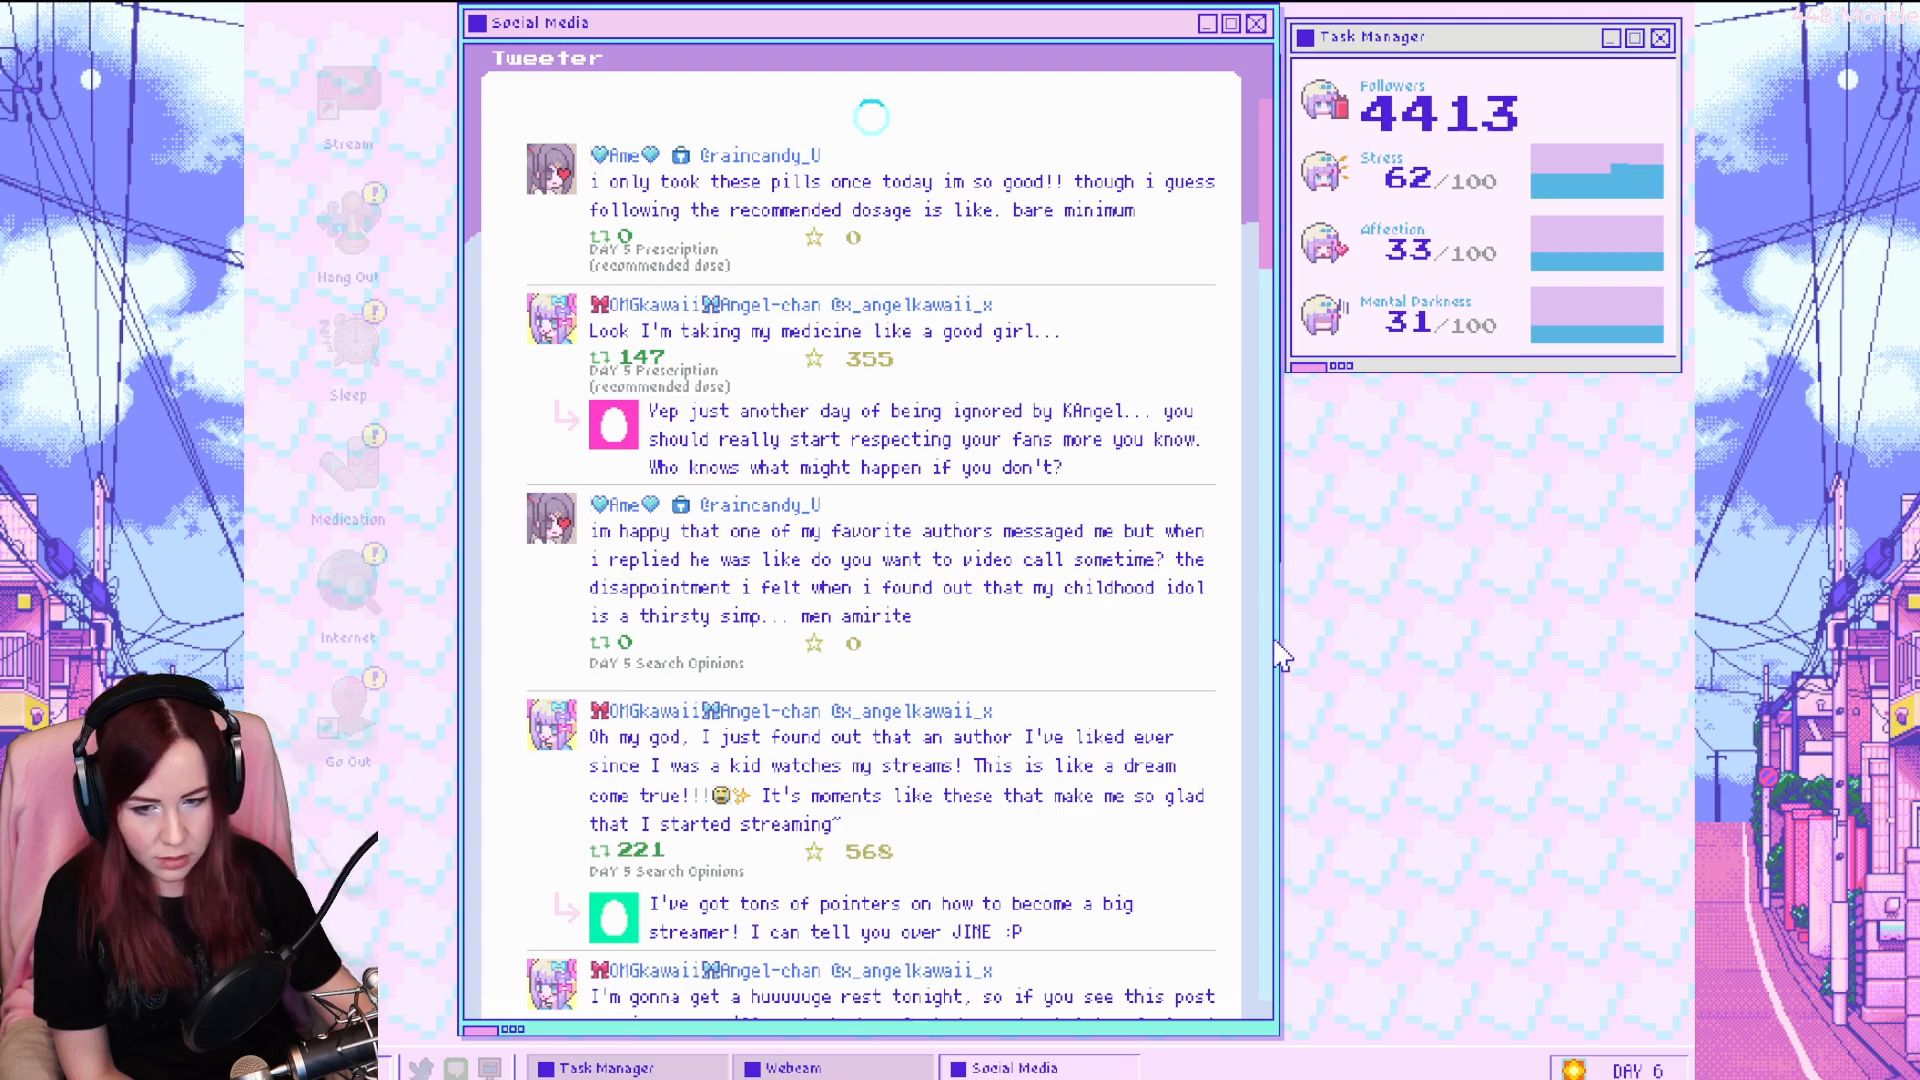 Social Media
Tweeter
Ame @raincandy_U
i only took these pills once today im so good!! though i guess
following the recommended dosage is like. bare minimum
0 0
DAY 5 Prescription
(recommended dose)
OMGkawaii Angel-chan @x_angelkawaii_x
Look I'm taking my medicine like a good girl...
147 355
DAY 5 Prescription
(recommended dose)
Yep just another day of being ignored by KAngel... you
should really start respecting your fans more you know.
Who knows what might happen if you don't?
Ame @raincandy_U
im happy that one of my favorite authors messaged me but when
i replied he was like do you want to video call sometime? the
disappointment i felt when i found out that my childhood idol
is a thirsty simp... men amirite
0 0
DAY 5 Search Opinions
OMGkawaii Angel-chan @x_angelkawaii_x
Oh my god, I just found out that an author I've liked ever
since I was a kid watches my streams! This is like a dream
come true!!! It's moments like these that make me so glad
that I started streaming~
221 568
DAY 5 Search Opinions
I've got tons of pointers on how to become a big
streamer! I can tell you over JINE :P
OMGkawaii Angel-chan @x_angelkawaii_x
I'm gonna get a huuuuuge rest tonight, so if you see this post
Task Manager
Followers
4413
Stress
62/100
Affection
33/100
Mental Darkness
31/100
Stream
Hang Out
Sleep
Medication
Internet
Go Out
Task Manager
Webcam
Social Media
DAY 6